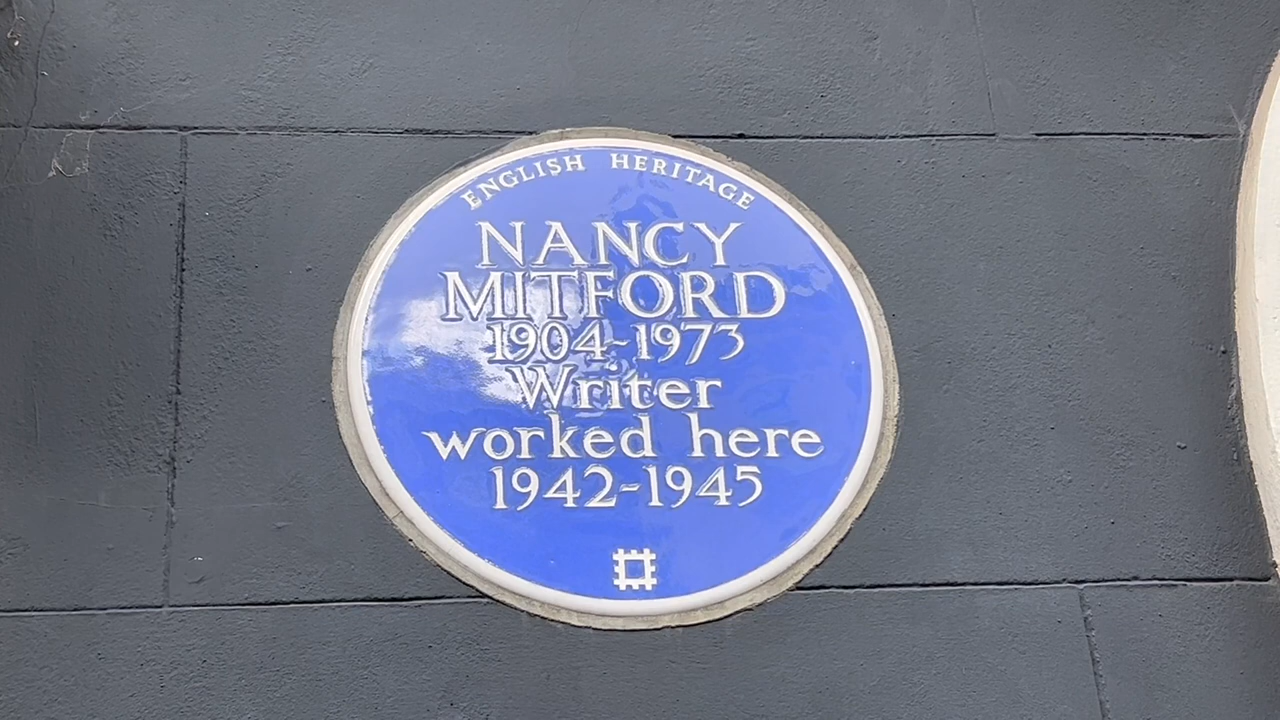 ENGLISH HERITAGE
NANCY
MITFORD
1904-1973
Writer
worked here
1942-1945